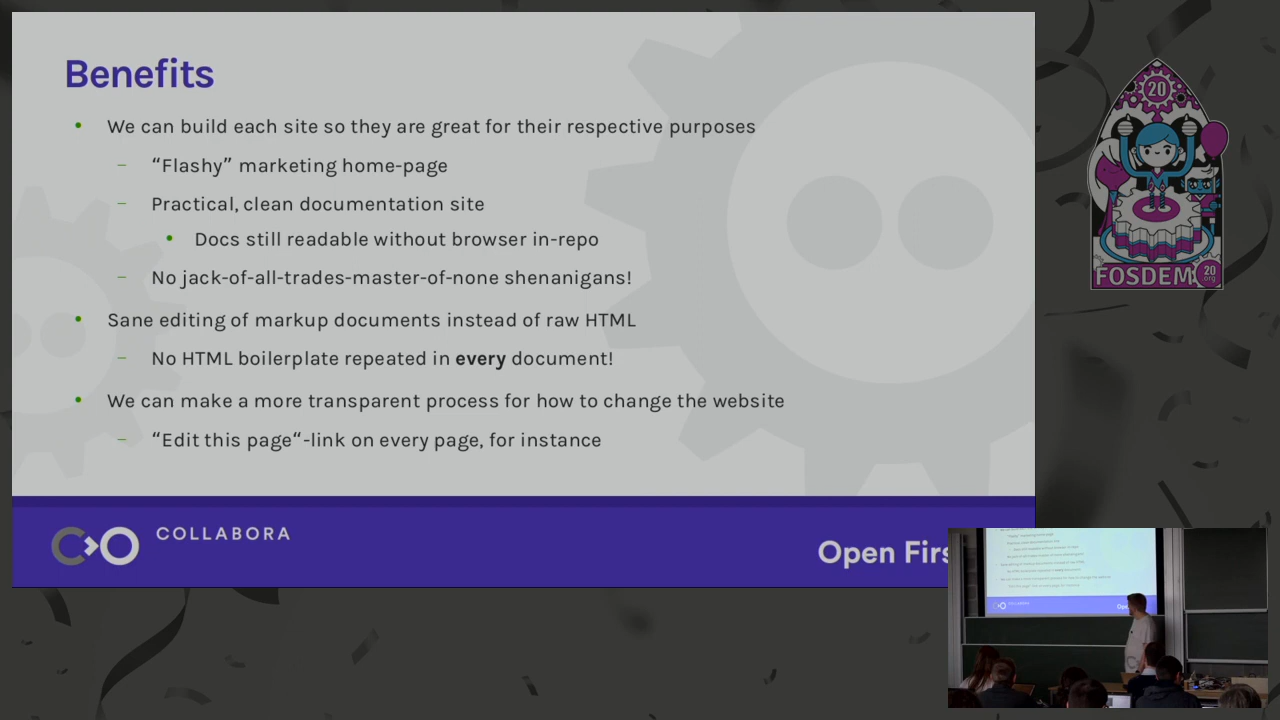 Benefits
• We can build each site so they are great for their respective purposes
– “Flashy” marketing home-page
– Practical, clean documentation site
• Docs still readable without browser in-repo
– No jack-of-all-trades-master-of-none shenanigans!
• Sane editing of markup documents instead of raw HTML
– No HTML boilerplate repeated in every document!
• We can make a more transparent process for how to change the website
– “Edit this page“-link on every page, for instance
COLLABORA
Open Firs
20
FOSDEM
20
.org